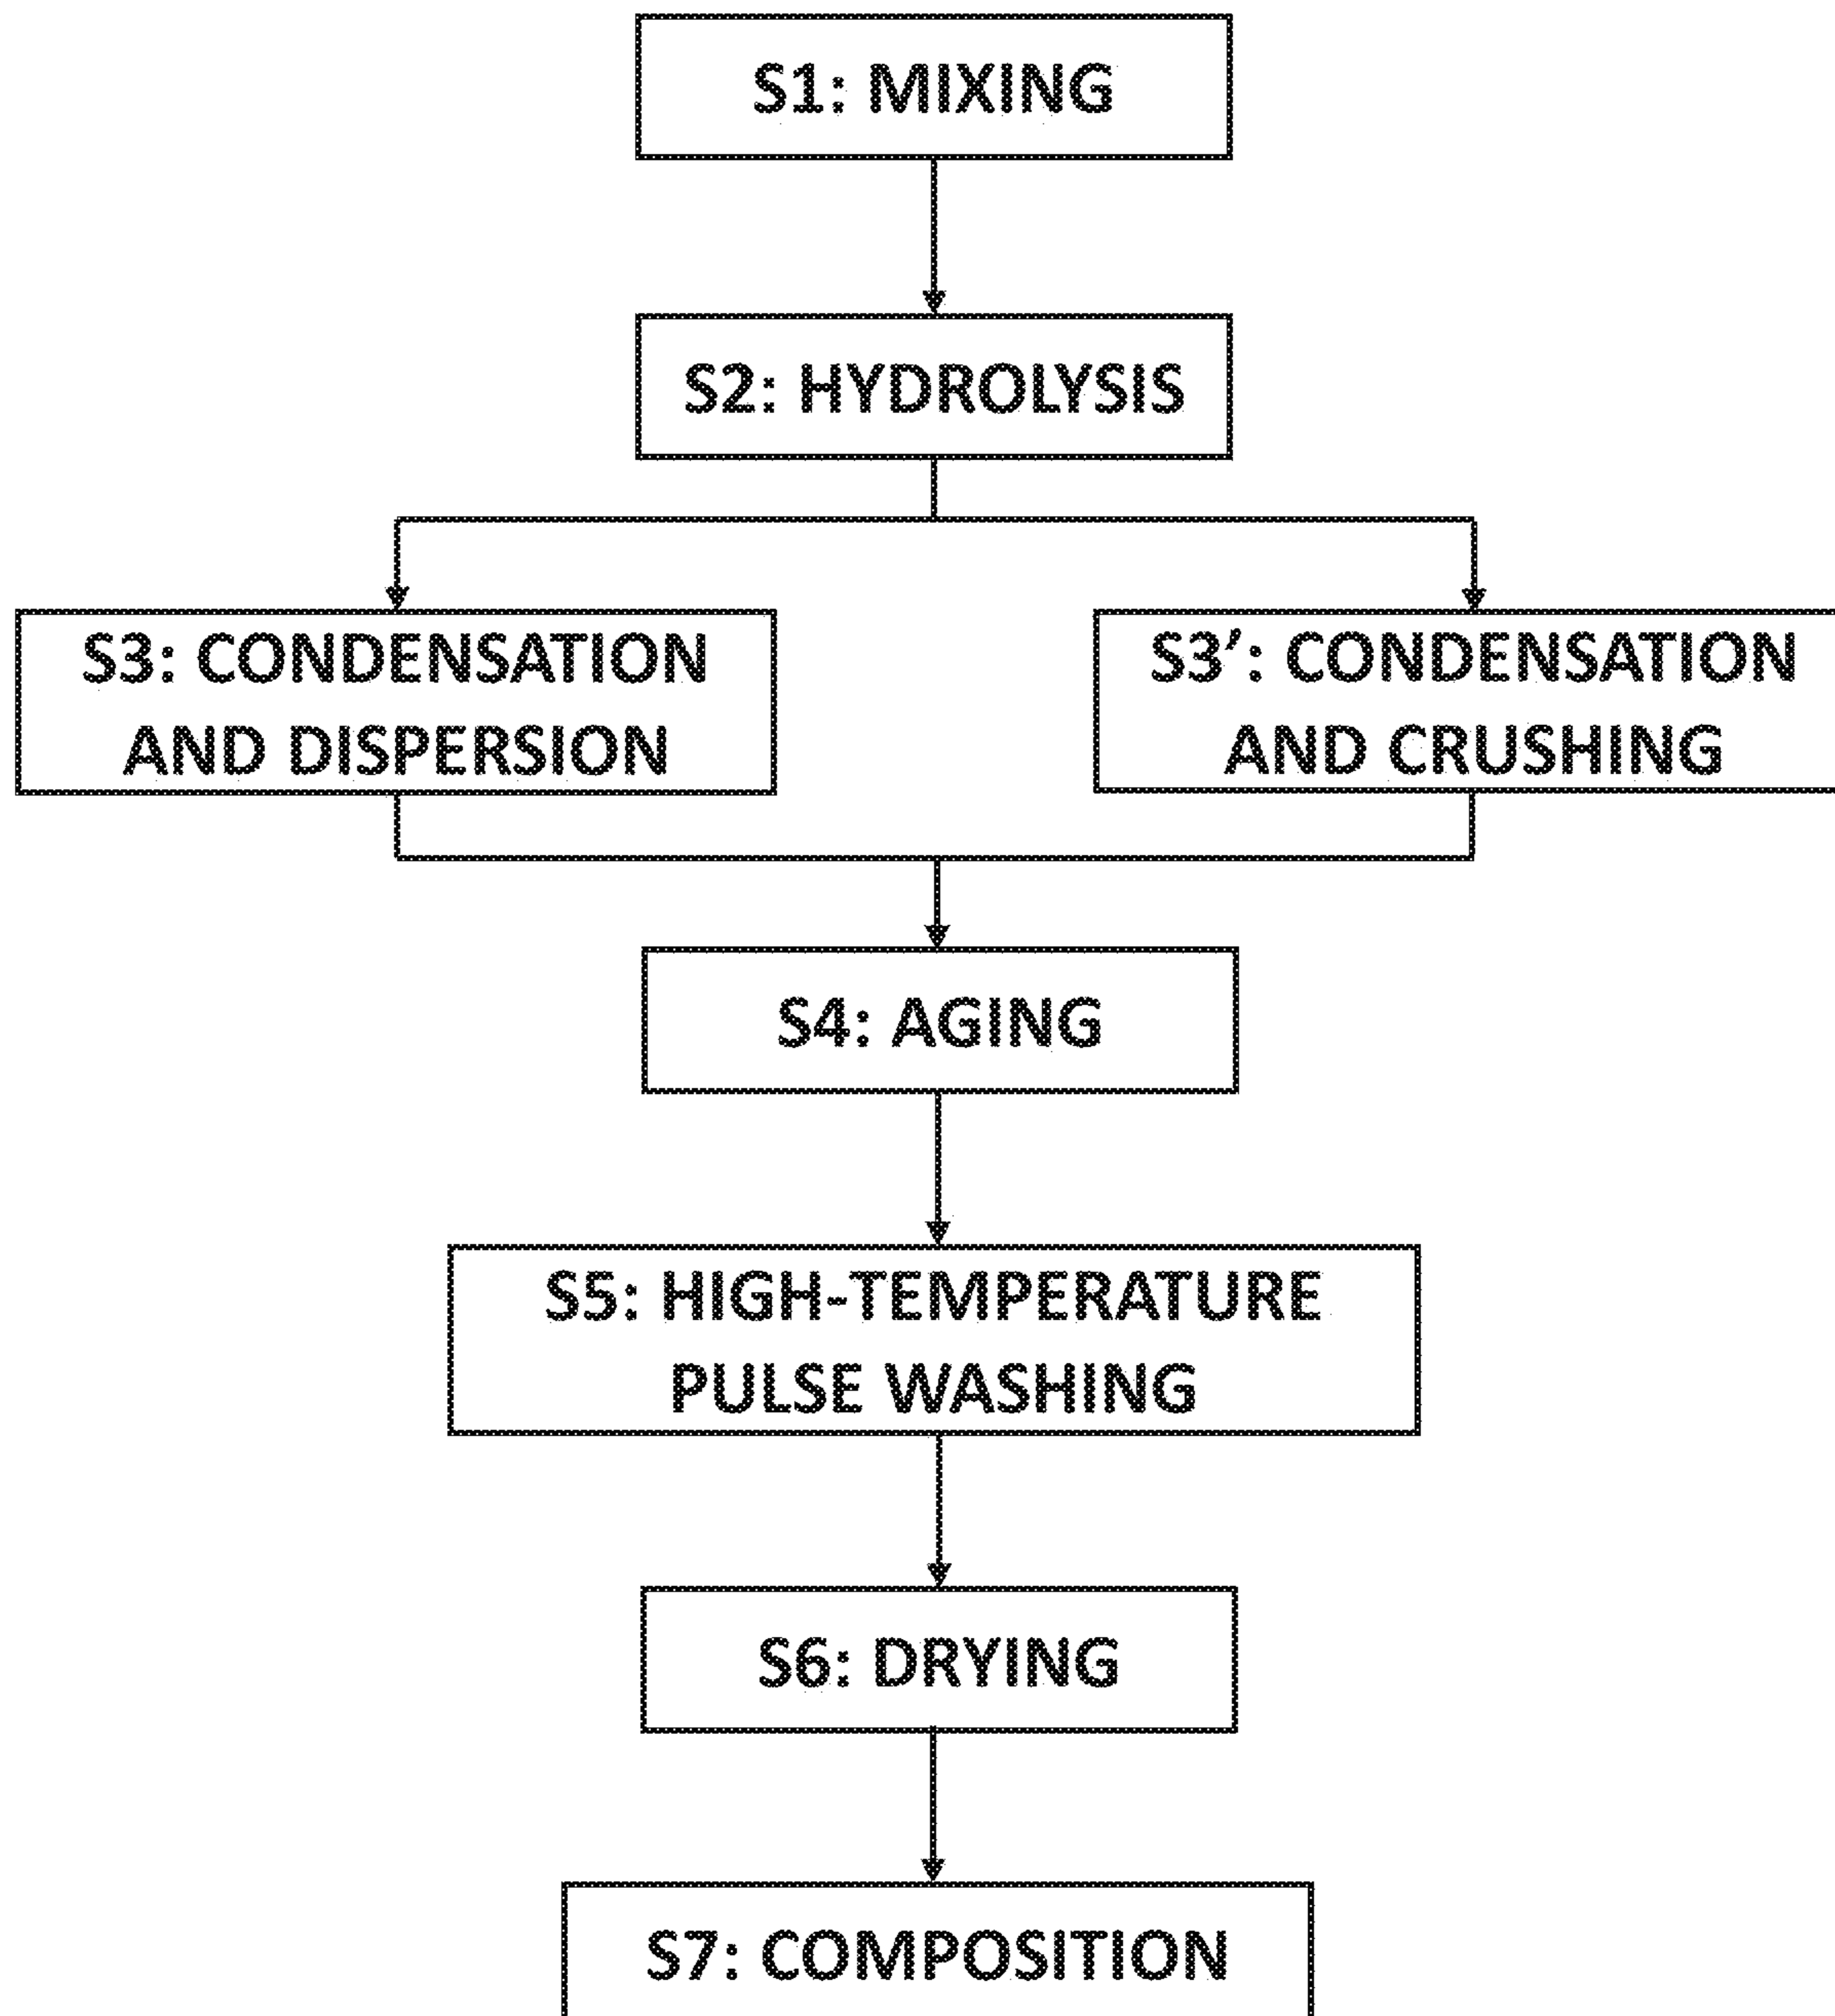 S1: MIXING
S2: HYDROLYSIS
S3: CONDENSATION
AND DISPERSION
S3’: CONDENSATION
AND CRUSHING
S4: AGING
S5: HIGH-TEMPERATURE
PULSE WASHING
S6: DRYING
S7: COMPOSITION